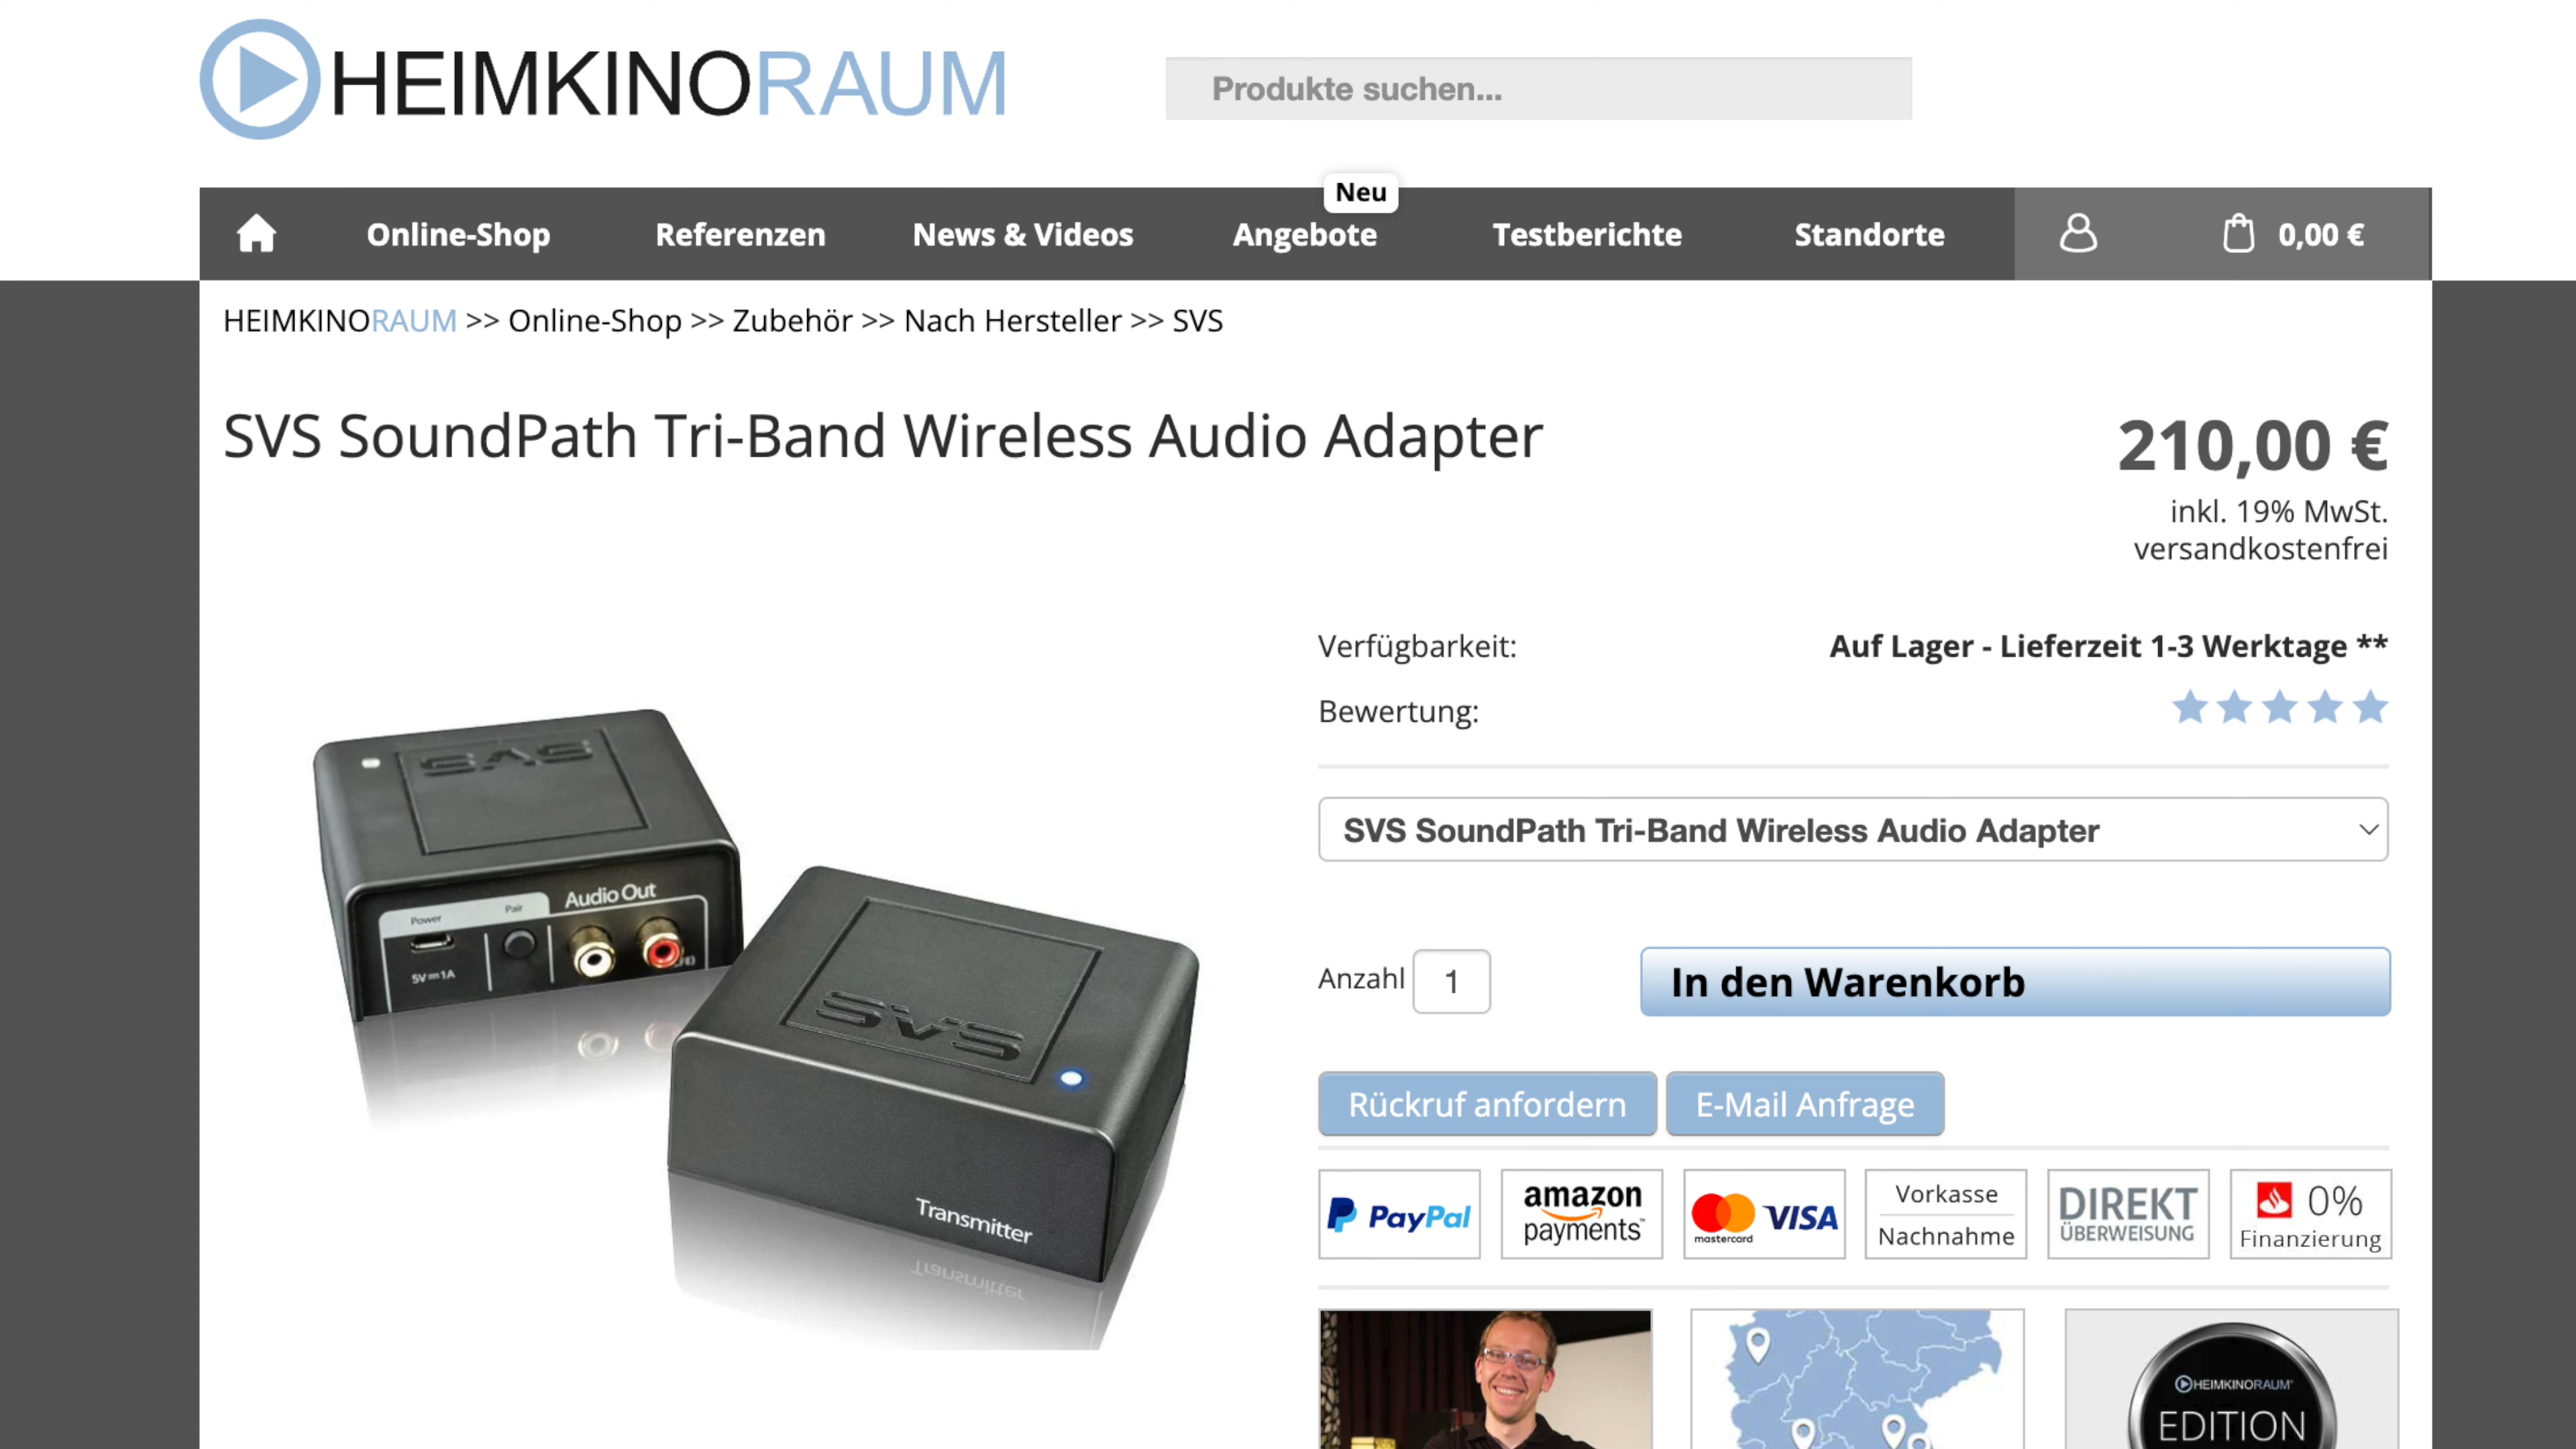 HEIMKINORAUM
Produkte suchen...
Neu
Online-Shop
Referenzen
News & Videos
Angebote
Testberichte
Standorte
0,00 €
HEIMKINORAUM >> Online-Shop >> Zubehör >> Nach Hersteller >> SVS
SVS SoundPath Tri-Band Wireless Audio Adapter
210,00 €
inkl. 19% MwSt.
versandkostenfrei
Verfügbarkeit:
Auf Lager - Lieferzeit 1-3 Werktage **
Bewertung:
SVS SoundPath Tri-Band Wireless Audio Adapter
SVS
Audio Out
Power
Pair
5V 1A
SVS
Transmitter
Anzahl
1
In den Warenkorb
Rückruf anfordern
E-Mail Anfrage
PayPal
amazon
payments
mastercard
VISA
Vorkasse
Nachnahme
DIREKT
ÜBERWEISUNG
0%
Finanzierung
HEIMKINORAUM
EDITION